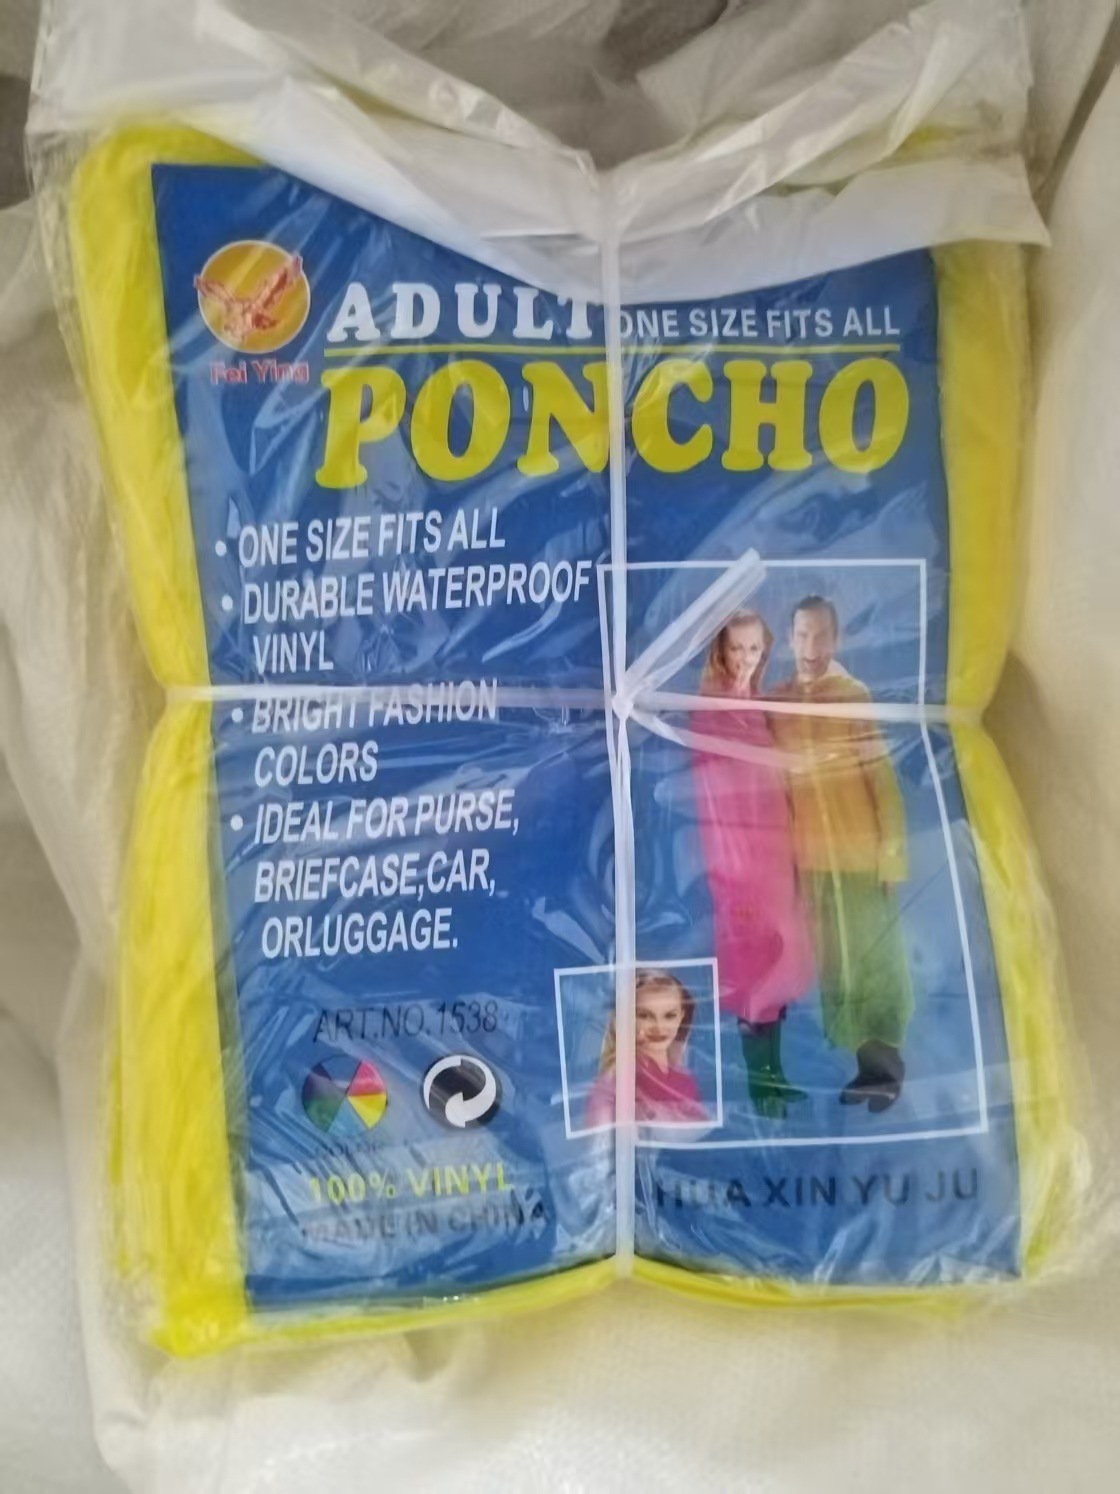 Fei Ying
ADULT ONE SIZE FITS ALL
PONCHO
• ONE SIZE FITS ALL
• DURABLE WATERPROOF
VINYL
• BRIGHT FASHION
COLORS
• IDEAL FOR PURSE,
BRIEFCASE,CAR,
ORLUGGAGE.
ART.NO.1538
100% VINYL
MADE IN CHINA
HUA XIN YU JU